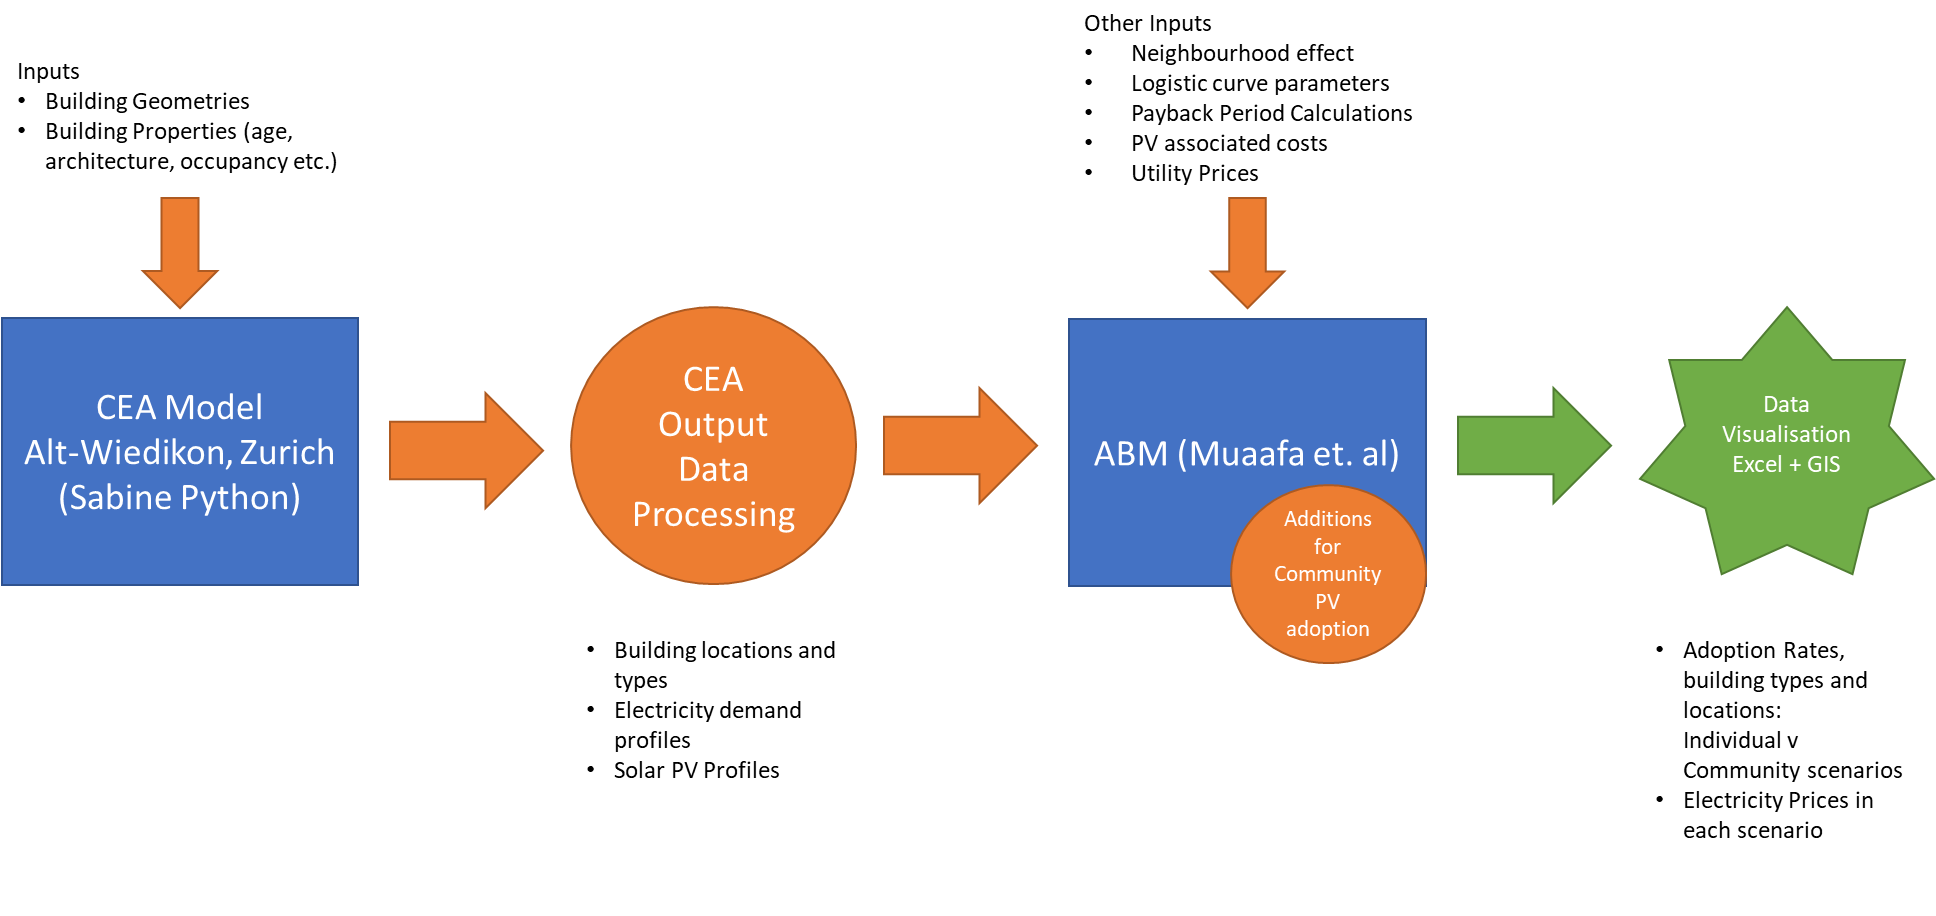 Inputs
• Building Geometries
• Building Properties (age,
architecture, occupancy etc.)
Other Inputs
• Neighbourhood effect
• Logistic curve parameters
• Payback Period Calculations
• PV associated costs
• Utility Prices
CEA Model
Alt-Wiedikon, Zurich
(Sabine Python)
CEA
Output
Data
Processing
• Building locations and
types
• Electricity demand
profiles
• Solar PV Profiles
ABM (Muaafa et. al)
Additions
for
Community
PV
adoption
Data
Visualisation
Excel + GIS
• Adoption Rates,
building types and
locations:
Individual v
Community scenarios
• Electricity Prices in
each scenario